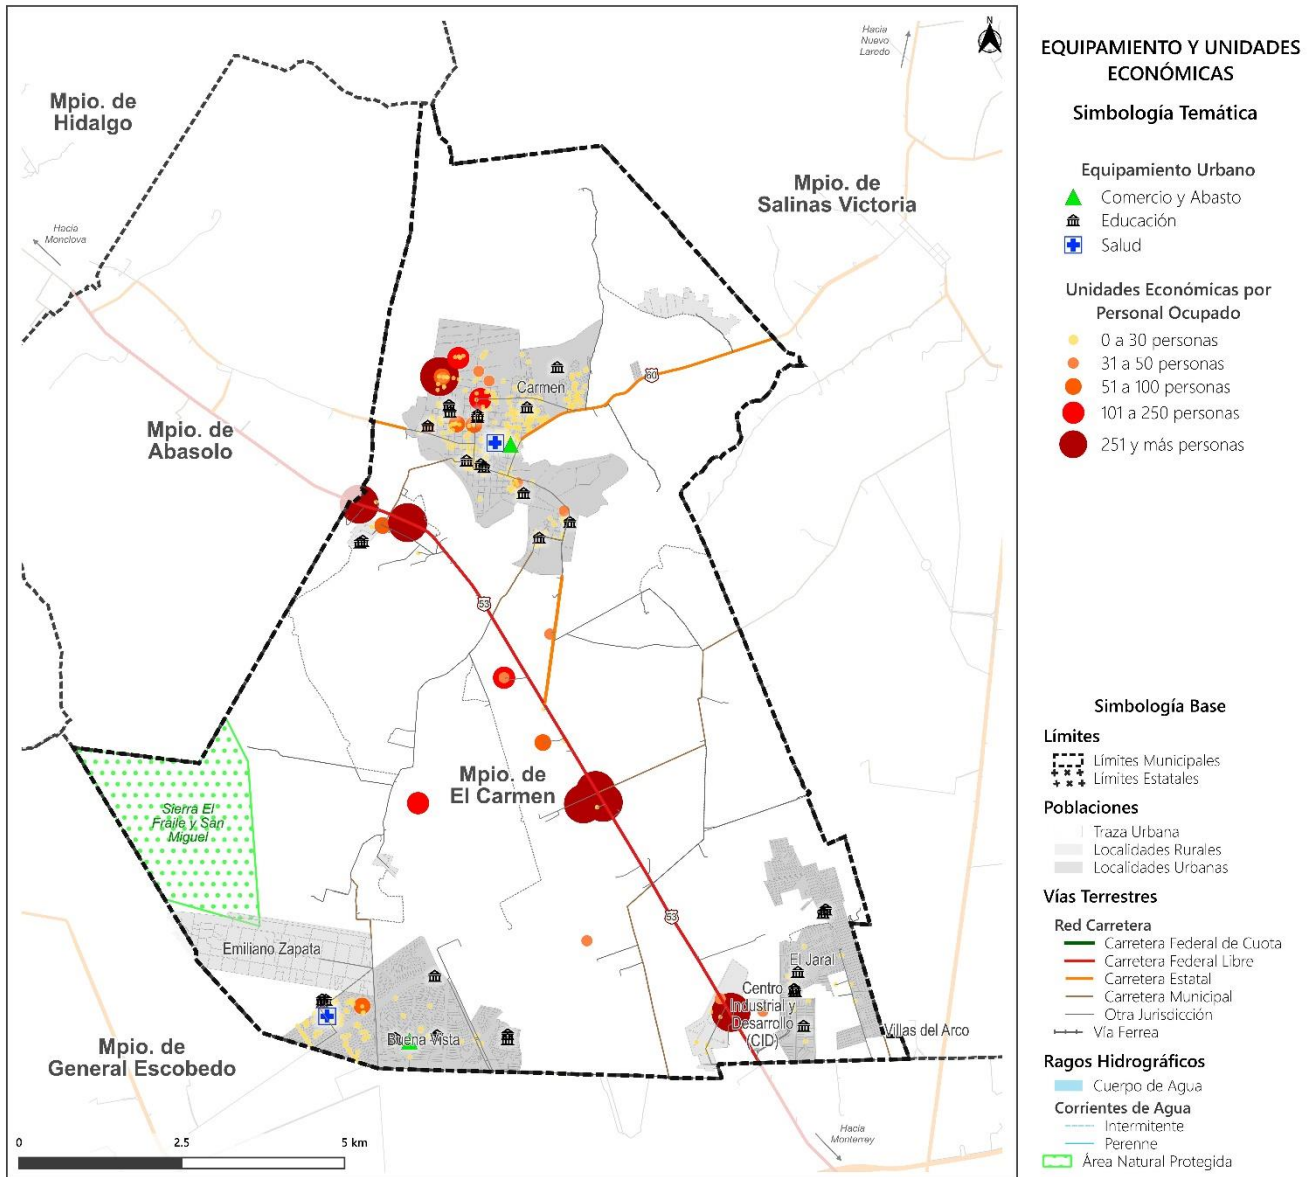 Hacia
Nuevo
Laredo
N
Mpio. de
Hidalgo
Mpio. de
Salinas Victoria
Hacia
Monclova
60
Carmen
Mpio. de
Abasolo
53
Mpio. de
El Carmen
Sierra El
Fraile y San
Miguel
53
Emiliano Zapata
El Jaral
Centro
Industrial y
Desarrollo
(CID)
Villas del Arco
Buena Vista
Mpio. de
General Escobedo
Hacia
Monterrey
0 2.5 5 km
EQUIPAMIENTO Y UNIDADES
ECONÓMICAS
Simbología Temática
Equipamiento Urbano
Comercio y Abasto
Educación
Salud
Unidades Económicas por
Personal Ocupado
0 a 30 personas
31 a 50 personas
51 a 100 personas
101 a 250 personas
251 y más personas
Simbología Base
Límites
Límites Municipales
Límites Estatales
Poblaciones
Traza Urbana
Localidades Rurales
Localidades Urbanas
Vías Terrestres
Red Carretera
Carretera Federal de Cuota
Carretera Federal Libre
Carretera Estatal
Carretera Municipal
Otra Jurisdicción
Vía Ferrea
Ragos Hidrográficos
Cuerpo de Agua
Corrientes de Agua
Intermitente
Perenne
Área Natural Protegida